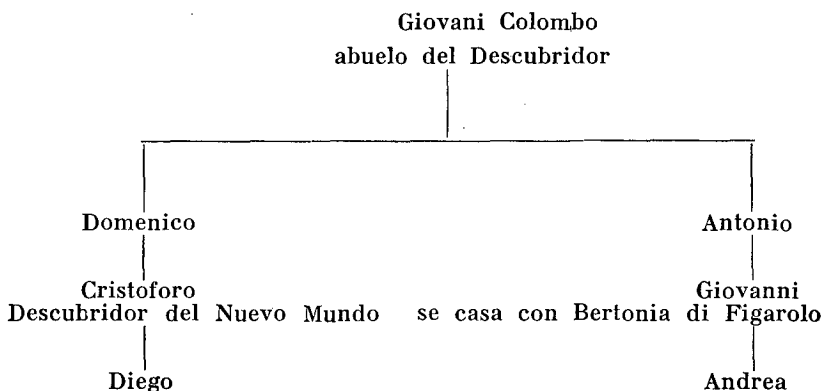 Giovani Colombo
abuelo del Descubridor
Domenico Antonio
Cristoforo Giovanni
Descubridor del Nuevo Mundo se casa con Bertonia di Figarolo
Diego Andrea